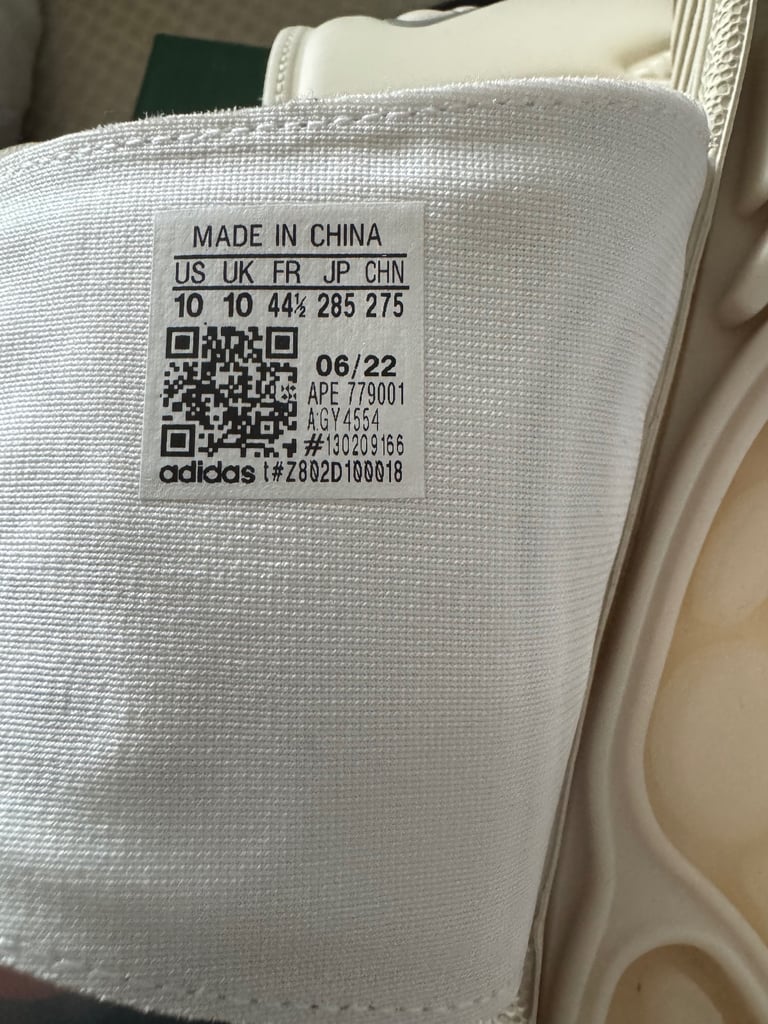 MADE IN CHINA
US UK FR JP CHN
10 10 44½ 285 275
06/22
APE 779001
A:GY4554
#130209166
adidas t#Z802D100018